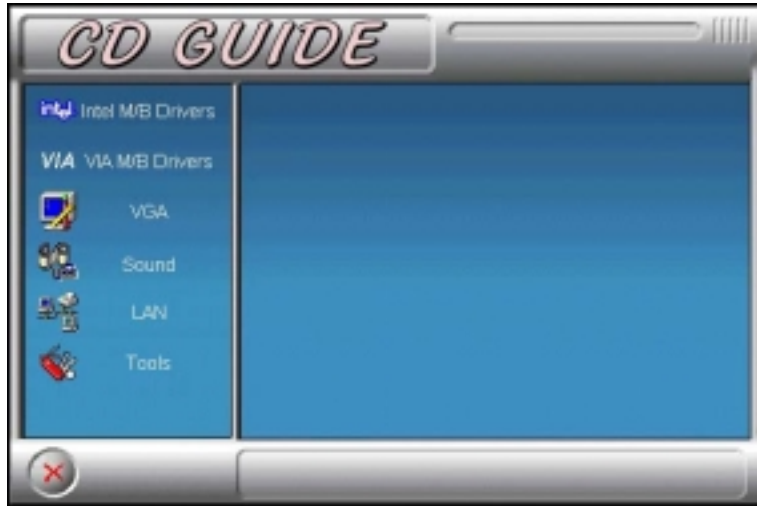 CD GUIDE
intel Intel M/B Drivers
VIA VIA M/B Drivers
VGA
Sound
LAN
Tools